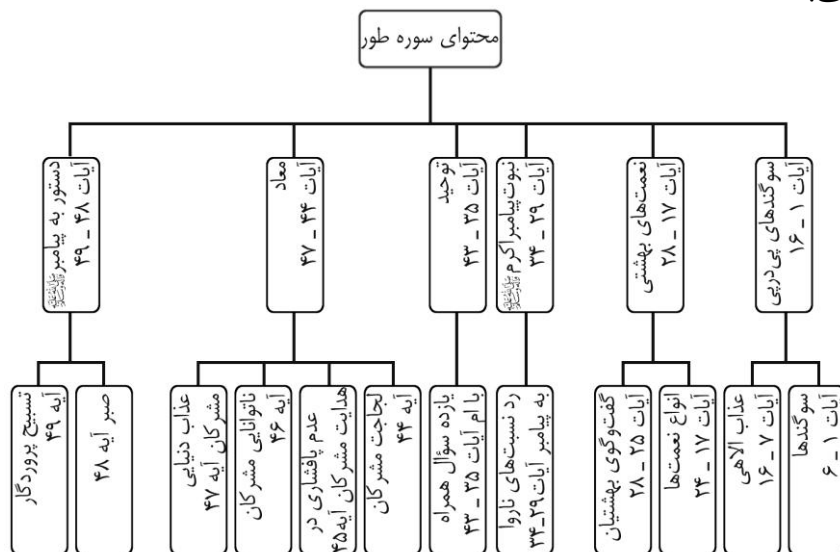 محتوای سوره طور
سوگندهای پی‌درپی
آیات ۱ _ ۱۶
نعمت‌های بهشتی
آیات ۱۷ _ ۲۸
نبوت پیامبر اکرم ﷺ
آیات ۲۹ _ ۳۴
توحید
آیات ۳۵ _ ۴۳
معاد
آیات ۴۴ _ ۴۷
دستور به پیامبر ﷺ
آیات ۴۸ _ ۴۹
سوگندها
آیات ۱ _ ۶
عذاب الاهی
آیات ۷ _ ۱۶
انواع نعمت‌ها
آیات ۱۷ _ ۲۴
گفت‌وگوی بهشتیان
آیات ۲۵ _ ۲۸
رد نسبت‌های ناروا
به پیامبر آیات ۲۹_۳۴
یازده سؤال همراه
با ام آیات ۳۵ _ ۴۳
لجاجت مشرکان
آیه ۴۴
عدم پافشاری در
هدایت مشرکان آیه ۴۵
ناتوانایی مشرکان
آیه ۴۶
عذاب دنیایی
مشرکان آیه ۴۷
صبر آیه ۴۸
تسبیح پروردگار
آیه ۴۹